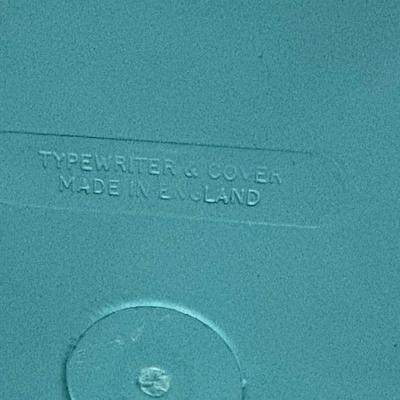 TYPEWRITER & COVER
MADE IN ENGLAND